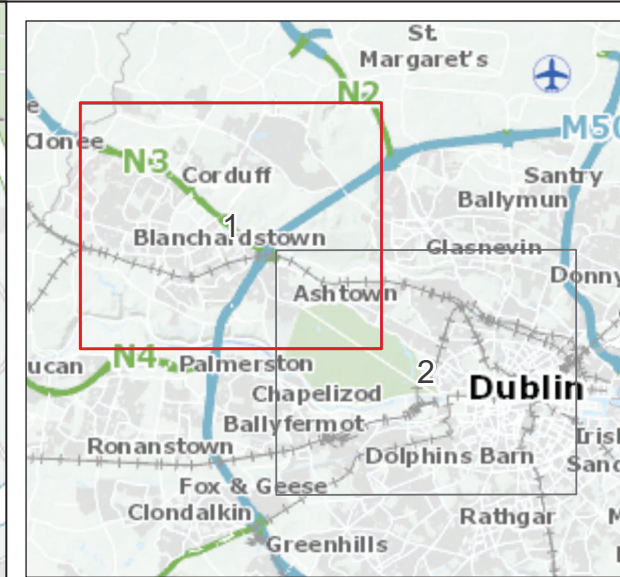 St.
Margaret's
N2
e
Clonee
M50
N3
Corduff
Santry
Ballymun
1
Blanchardstown
Glasnevin
Donny
Ashtown
N4
ucan
Palmerston
2
Chapelizod
Dublin
Ballyfermot
Irish
Ronanstown
Dolphins Barn
Sand
Fox & Geese
Clondalkin
Rathgar
M
Greenhills